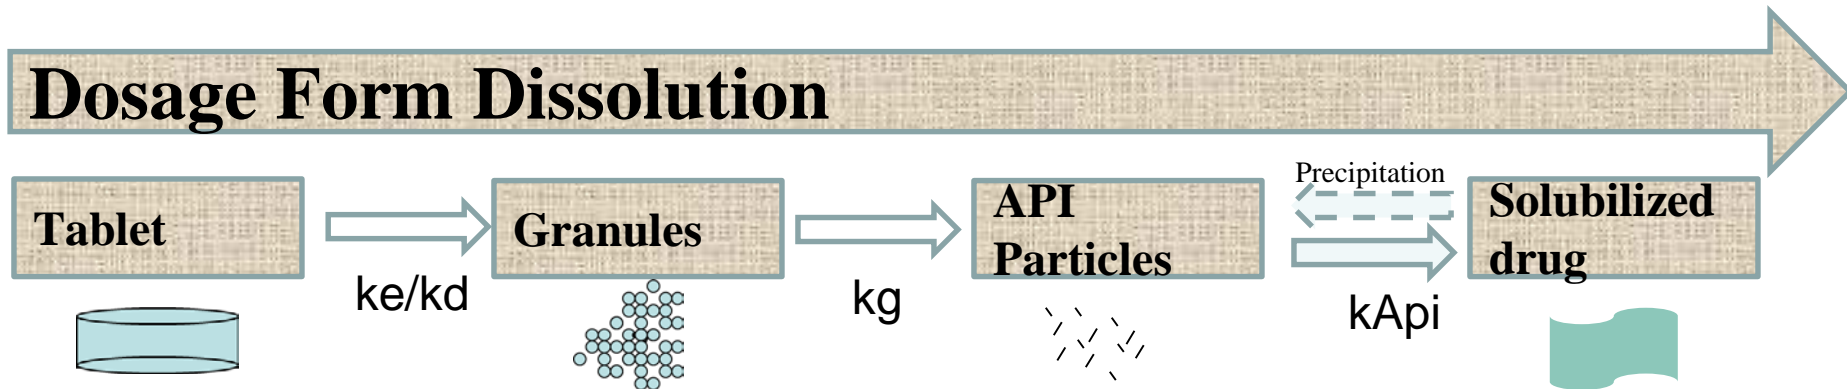 Dosage Form Dissolution
Tablet
ke/kd
Granules
kg
API
Particles
Precipitation
kApi
Solubilized
drug